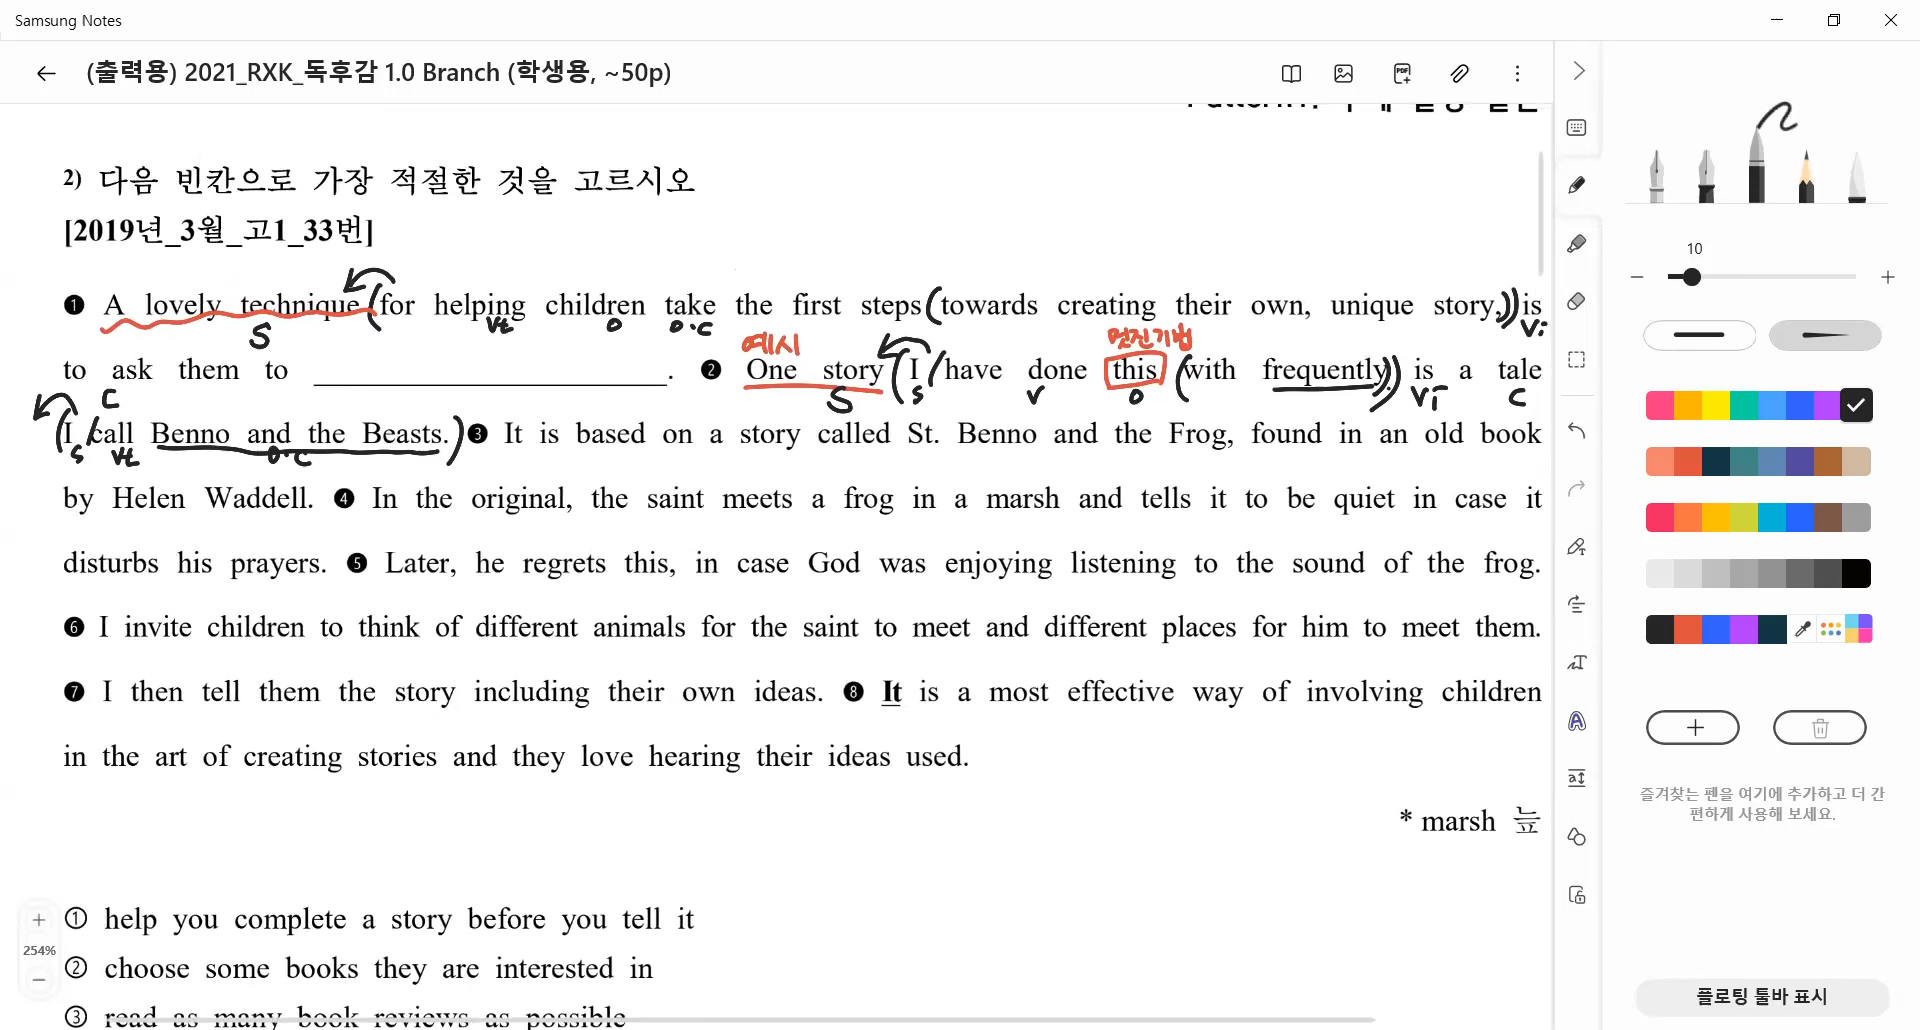 Samsung Notes
(출력용) 2021_RXK_독후감 1.0 Branch (학생용, ~50p)
2) 다음 빈칸으로 가장 적절한 것을 고르시오
[2019년_3월_고1_33번]
❶ A lovely technique (for helping children take the first steps (towards creating their own, unique story,)) is
S Vt O O·C Vi
예시 멋진기법
to ask them to ________________________. ❷ One story (I / have done this (with frequently)) is a tale
C S S V O Vi C
(I / call Benno and the Beasts.) ❸ It is based on a story called St. Benno and the Frog, found in an old book
S Vt O·C
by Helen Waddell. ❹ In the original, the saint meets a frog in a marsh and tells it to be quiet in case it
disturbs his prayers. ❺ Later, he regrets this, in case God was enjoying listening to the sound of the frog.
❻ I invite children to think of different animals for the saint to meet and different places for him to meet them.
❼ I then tell them the story including their own ideas. ❽ It is a most effective way of involving children
in the art of creating stories and they love hearing their ideas used.
* marsh 늪
① help you complete a story before you tell it
② choose some books they are interested in
③ read as many book reviews as possible
254%
10
즐겨찾는 펜을 여기에 추가하고 더 간
편하게 사용해 보세요.
플로팅 툴바 표시